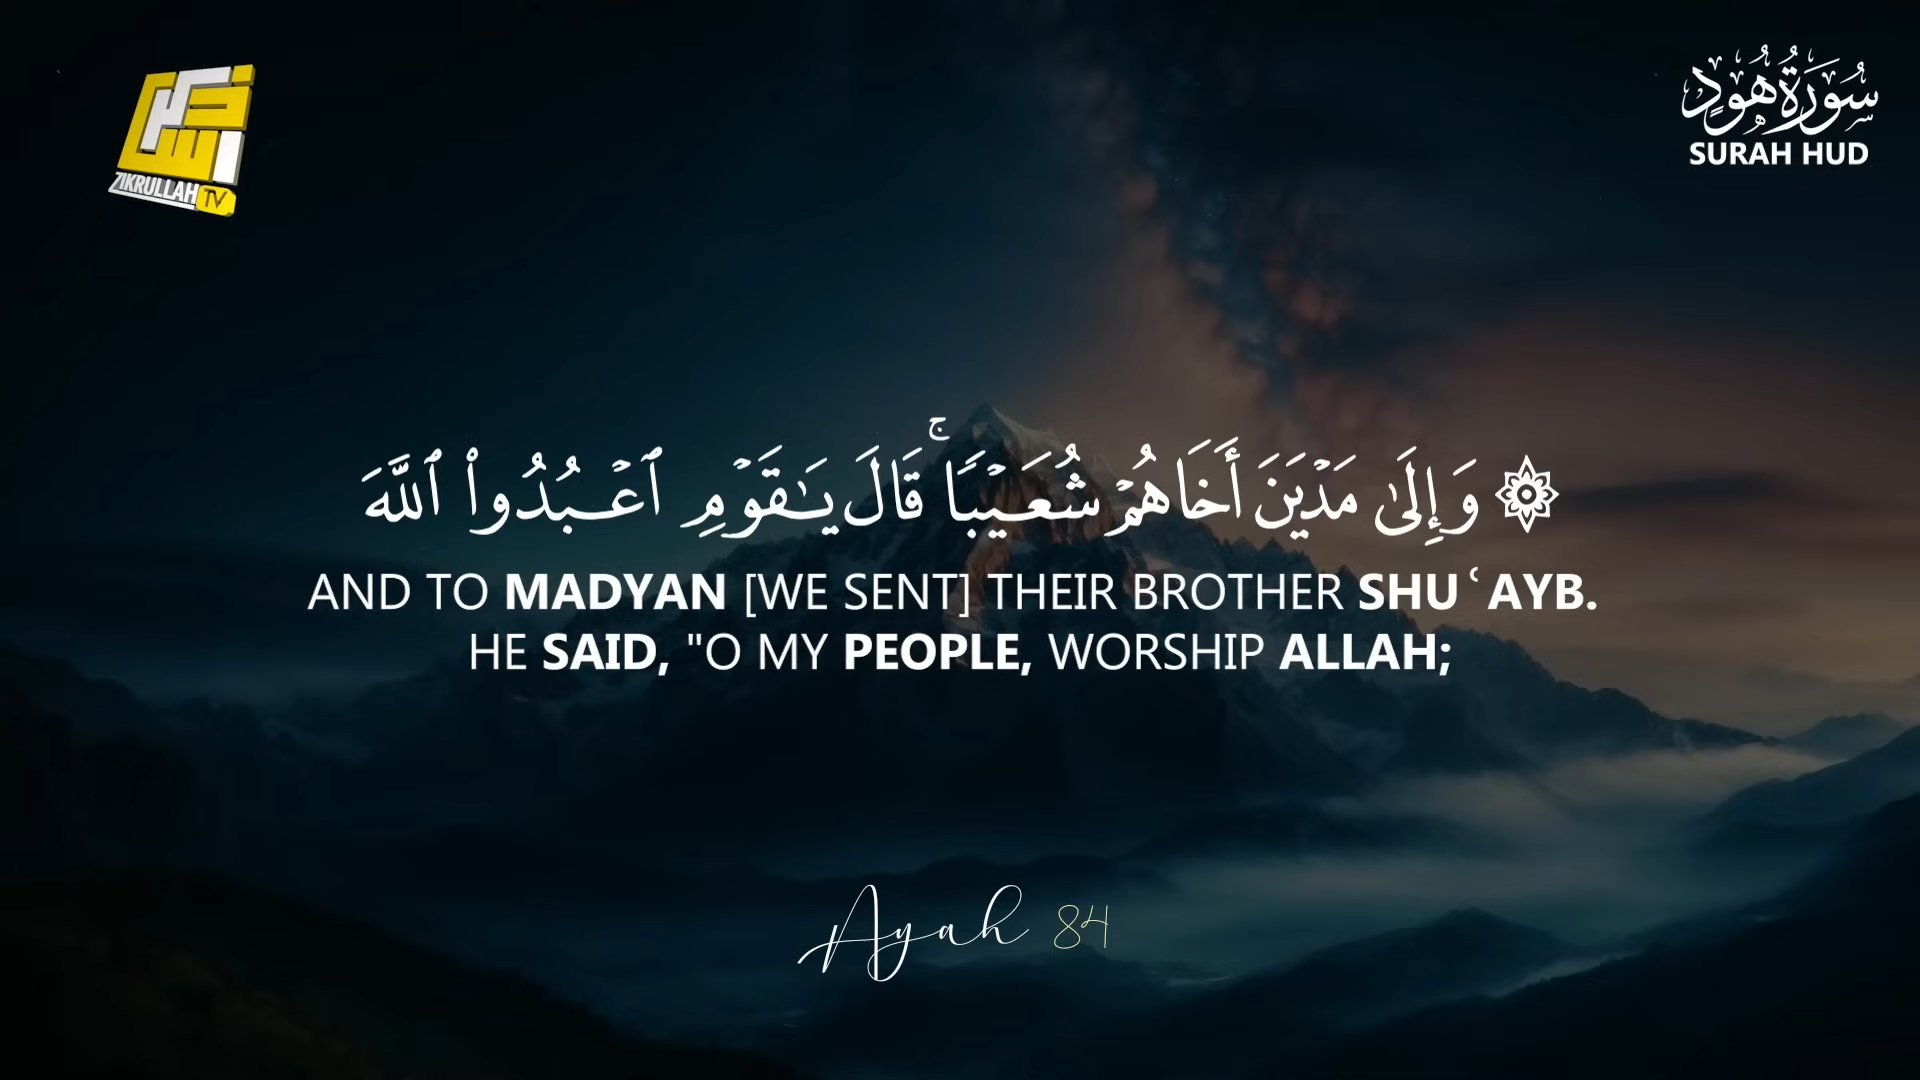 ZIKRULLAH TV
سُورَةُ هُودٍ
SURAH HUD
۞ وَإِلَىٰ مَدۡيَنَ أَخَاهُمۡ شُعَيۡبٗاۚ قَالَ يَٰقَوۡمِ ٱعۡبُدُواْ ٱللَّهَ
AND TO MADYAN [WE SENT] THEIR BROTHER SHUʿAYB.
HE SAID, "O MY PEOPLE, WORSHIP ALLAH;
Ayah 84